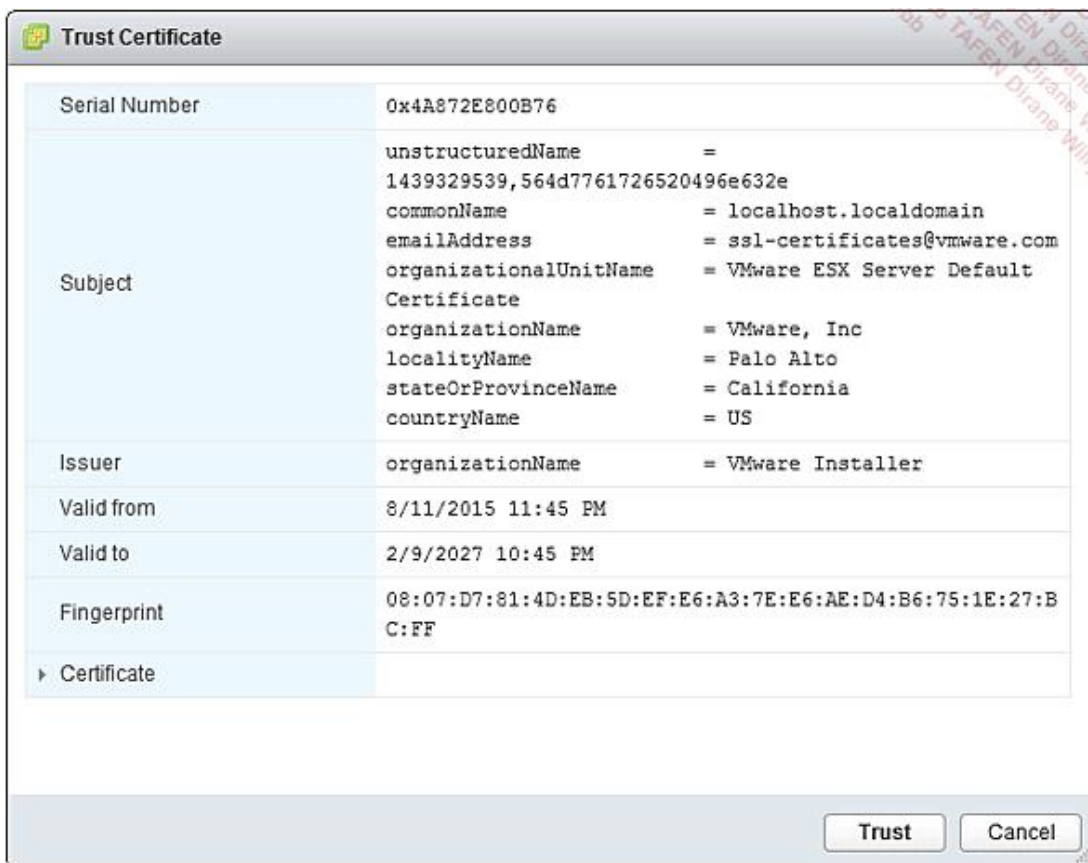 Trust Certificate
Serial Number 0x4A872E800B76
Subject
unstructuredName =
1439329539,564d7761726520496e632e
commonName = localhost.localdomain
emailAddress = ssl-certificates@vmware.com
organizationalUnitName = VMware ESX Server Default
Certificate
organizationName = VMware, Inc
localityName = Palo Alto
stateOrProvinceName = California
countryName = US
Issuer organizationName = VMware Installer
Valid from 8/11/2015 11:45 PM
Valid to 2/9/2027 10:45 PM
Fingerprint
08:07:D7:81:4D:EB:5D:EF:E6:A3:7E:E6:AE:D4:B6:75:1E:27:B
C:FF
Certificate
Trust Cancel
TAFEN Dirane